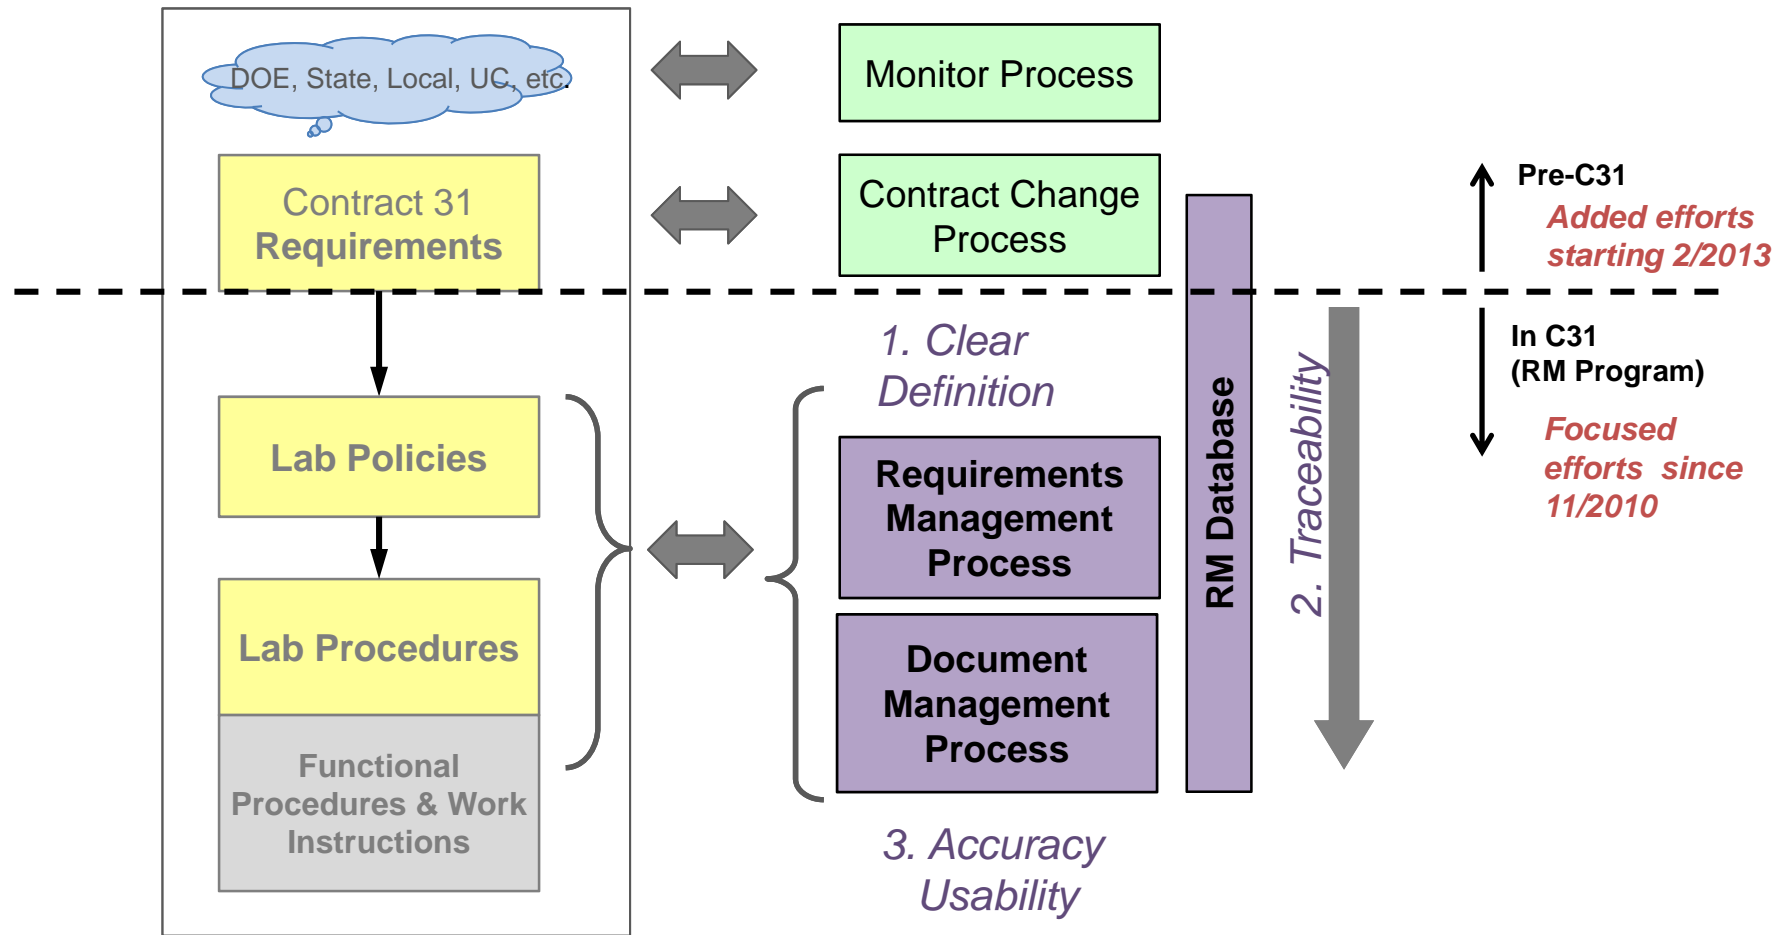 DOE, State, Local, UC, etc.
Monitor Process
Contract 31
Requirements
Contract Change
Process
Pre-C31
Added efforts
starting 2/2013
In C31
(RM Program)
Focused
efforts since
11/2010
1. Clear
Definition
Lab Policies
Requirements
Management
Process
RM Database
2. Traceability
Lab Procedures
Document
Management
Process
Functional
Procedures & Work
Instructions
3. Accuracy
Usability